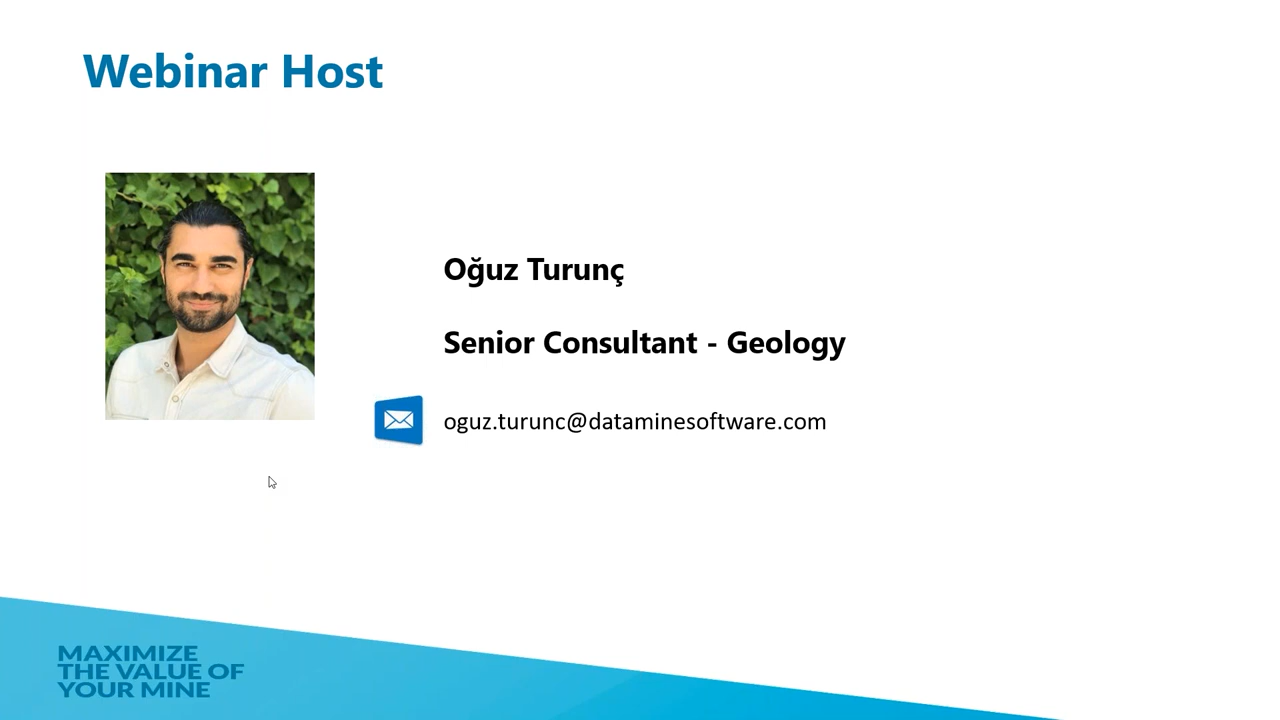 Webinar Host
Oğuz Turunç
Senior Consultant - Geology
oguz.turunc@dataminesoftware.com
MAXIMIZE
THE VALUE OF
YOUR MINE